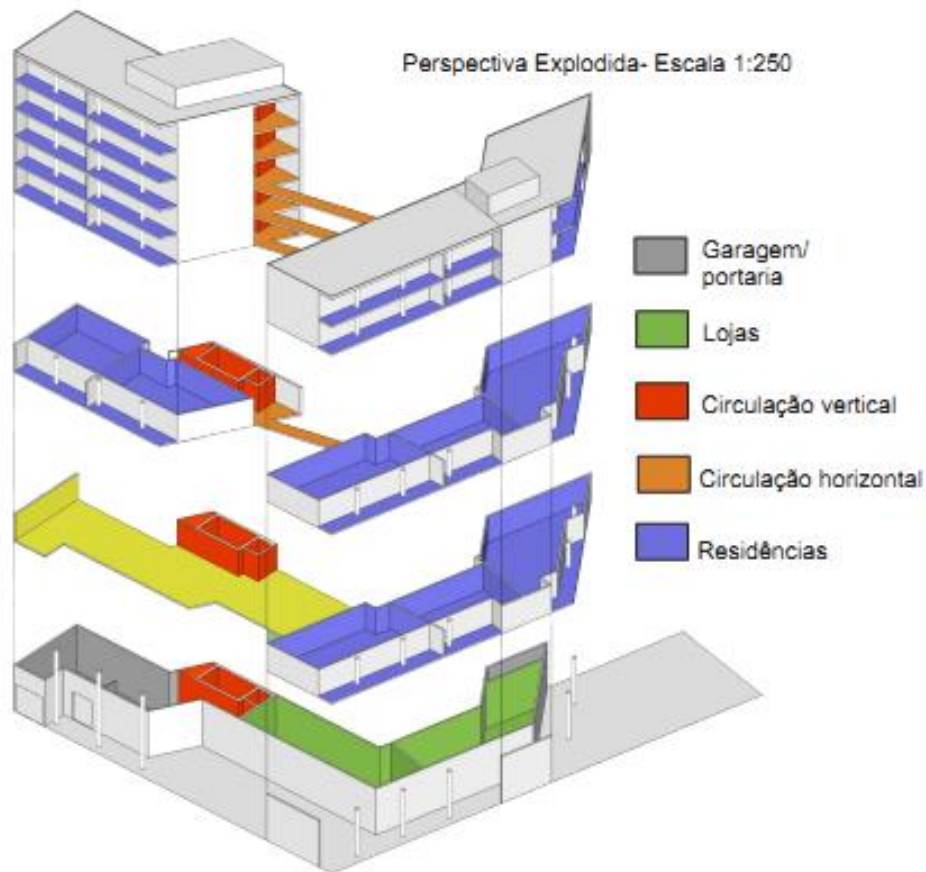 Perspectiva Explodida- Escala 1:250
Garagem/
portaria
Lojas
Circulação vertical
Circulação horizontal
Residências